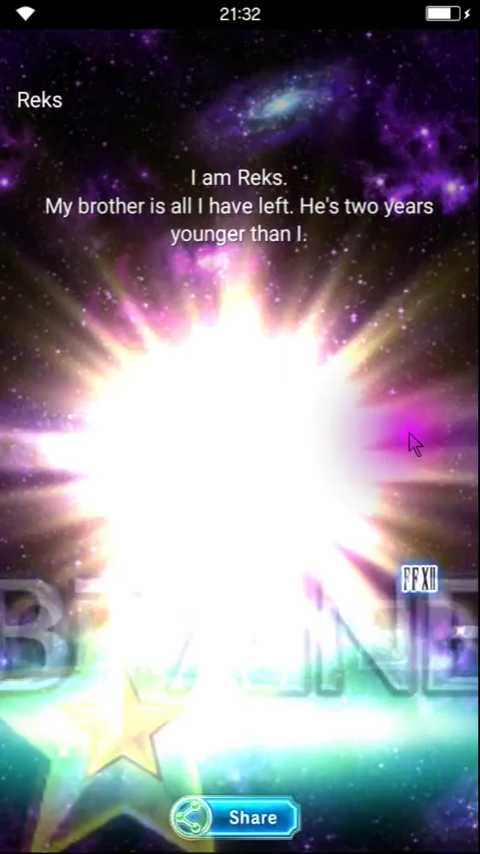 21:32
Reks
I am Reks.
My brother is all I have left. He's two years
younger than I.
FFXII
Share